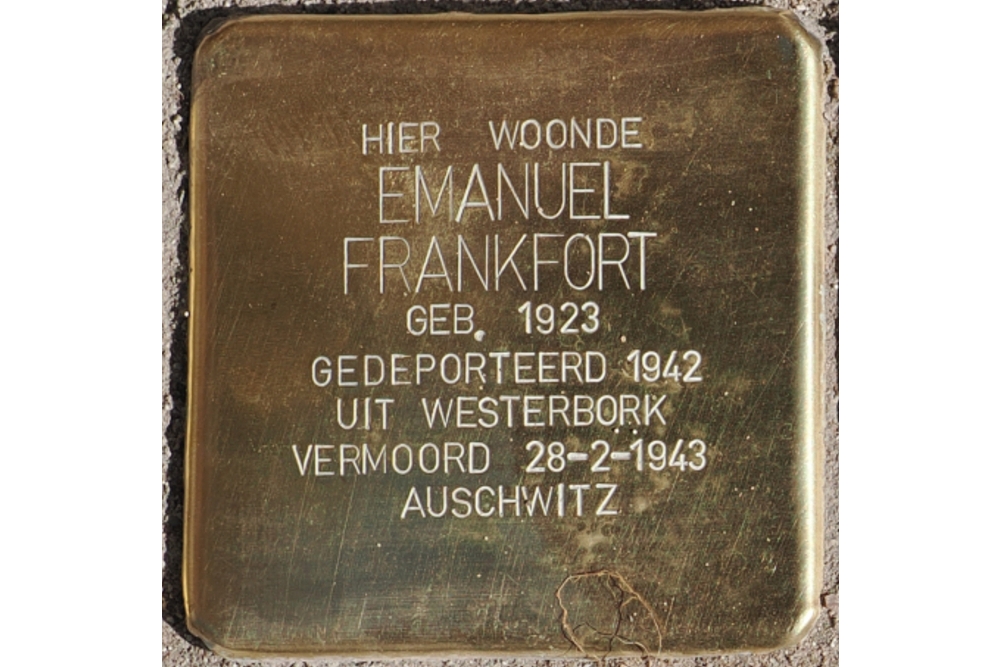 HIER WOONDE
EMANUEL
FRANKFORT
GEB. 1923
GEDEPORTEERD 1942
UIT WESTERBORK
VERMOORD 28-2-1943
AUSCHWITZ